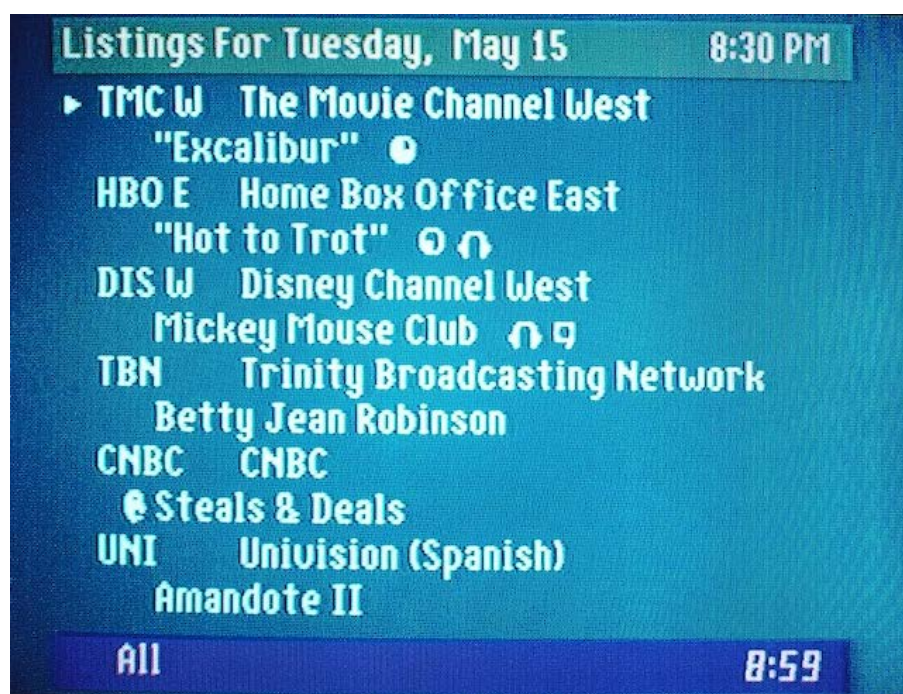 Listings For Tuesday, May 15 8:30 PM
TMC W The Movie Channel West
"Excalibur"
HBO E Home Box Office East
"Hot to Trot"
DIS W Disney Channel West
Mickey Mouse Club
TBN Trinity Broadcasting Network
Betty Jean Robinson
CNBC CNBC
Steals & Deals
UNI Univision (Spanish)
Amandote II
All 8:59